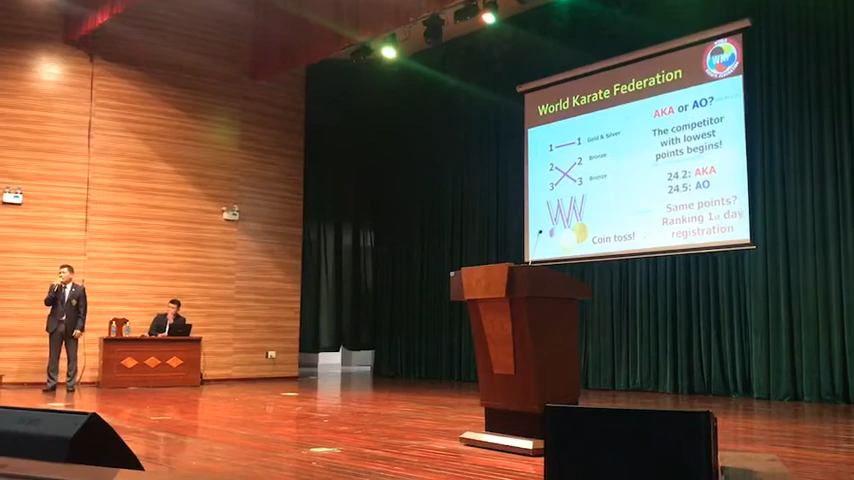 World Karate Federation
WKF
1 1 Gold & Silver
2 2 Bronze
3 3 Bronze
Coin toss!
AKA or AO?
The competitor
with lowest
points begins!
24.2: AKA
24.5: AO
Same points?
Ranking 1st day
registration